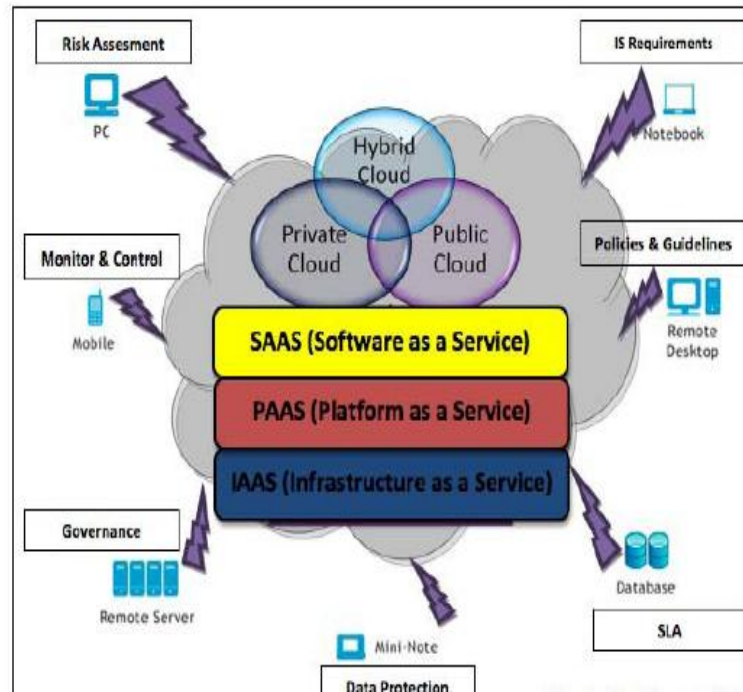 Risk Assesment
IS Requirements
PC
Notebook
Hybrid
Cloud
Private
Cloud
Public
Cloud
Monitor & Control
Policies & Guidelines
Mobile
Remote
Desktop
SAAS (Software as a Service)
PAAS (Platform as a Service)
IAAS (Infrastructure as a Service)
Governance
Remote Server
Database
SLA
Mini-Note
Data Protection